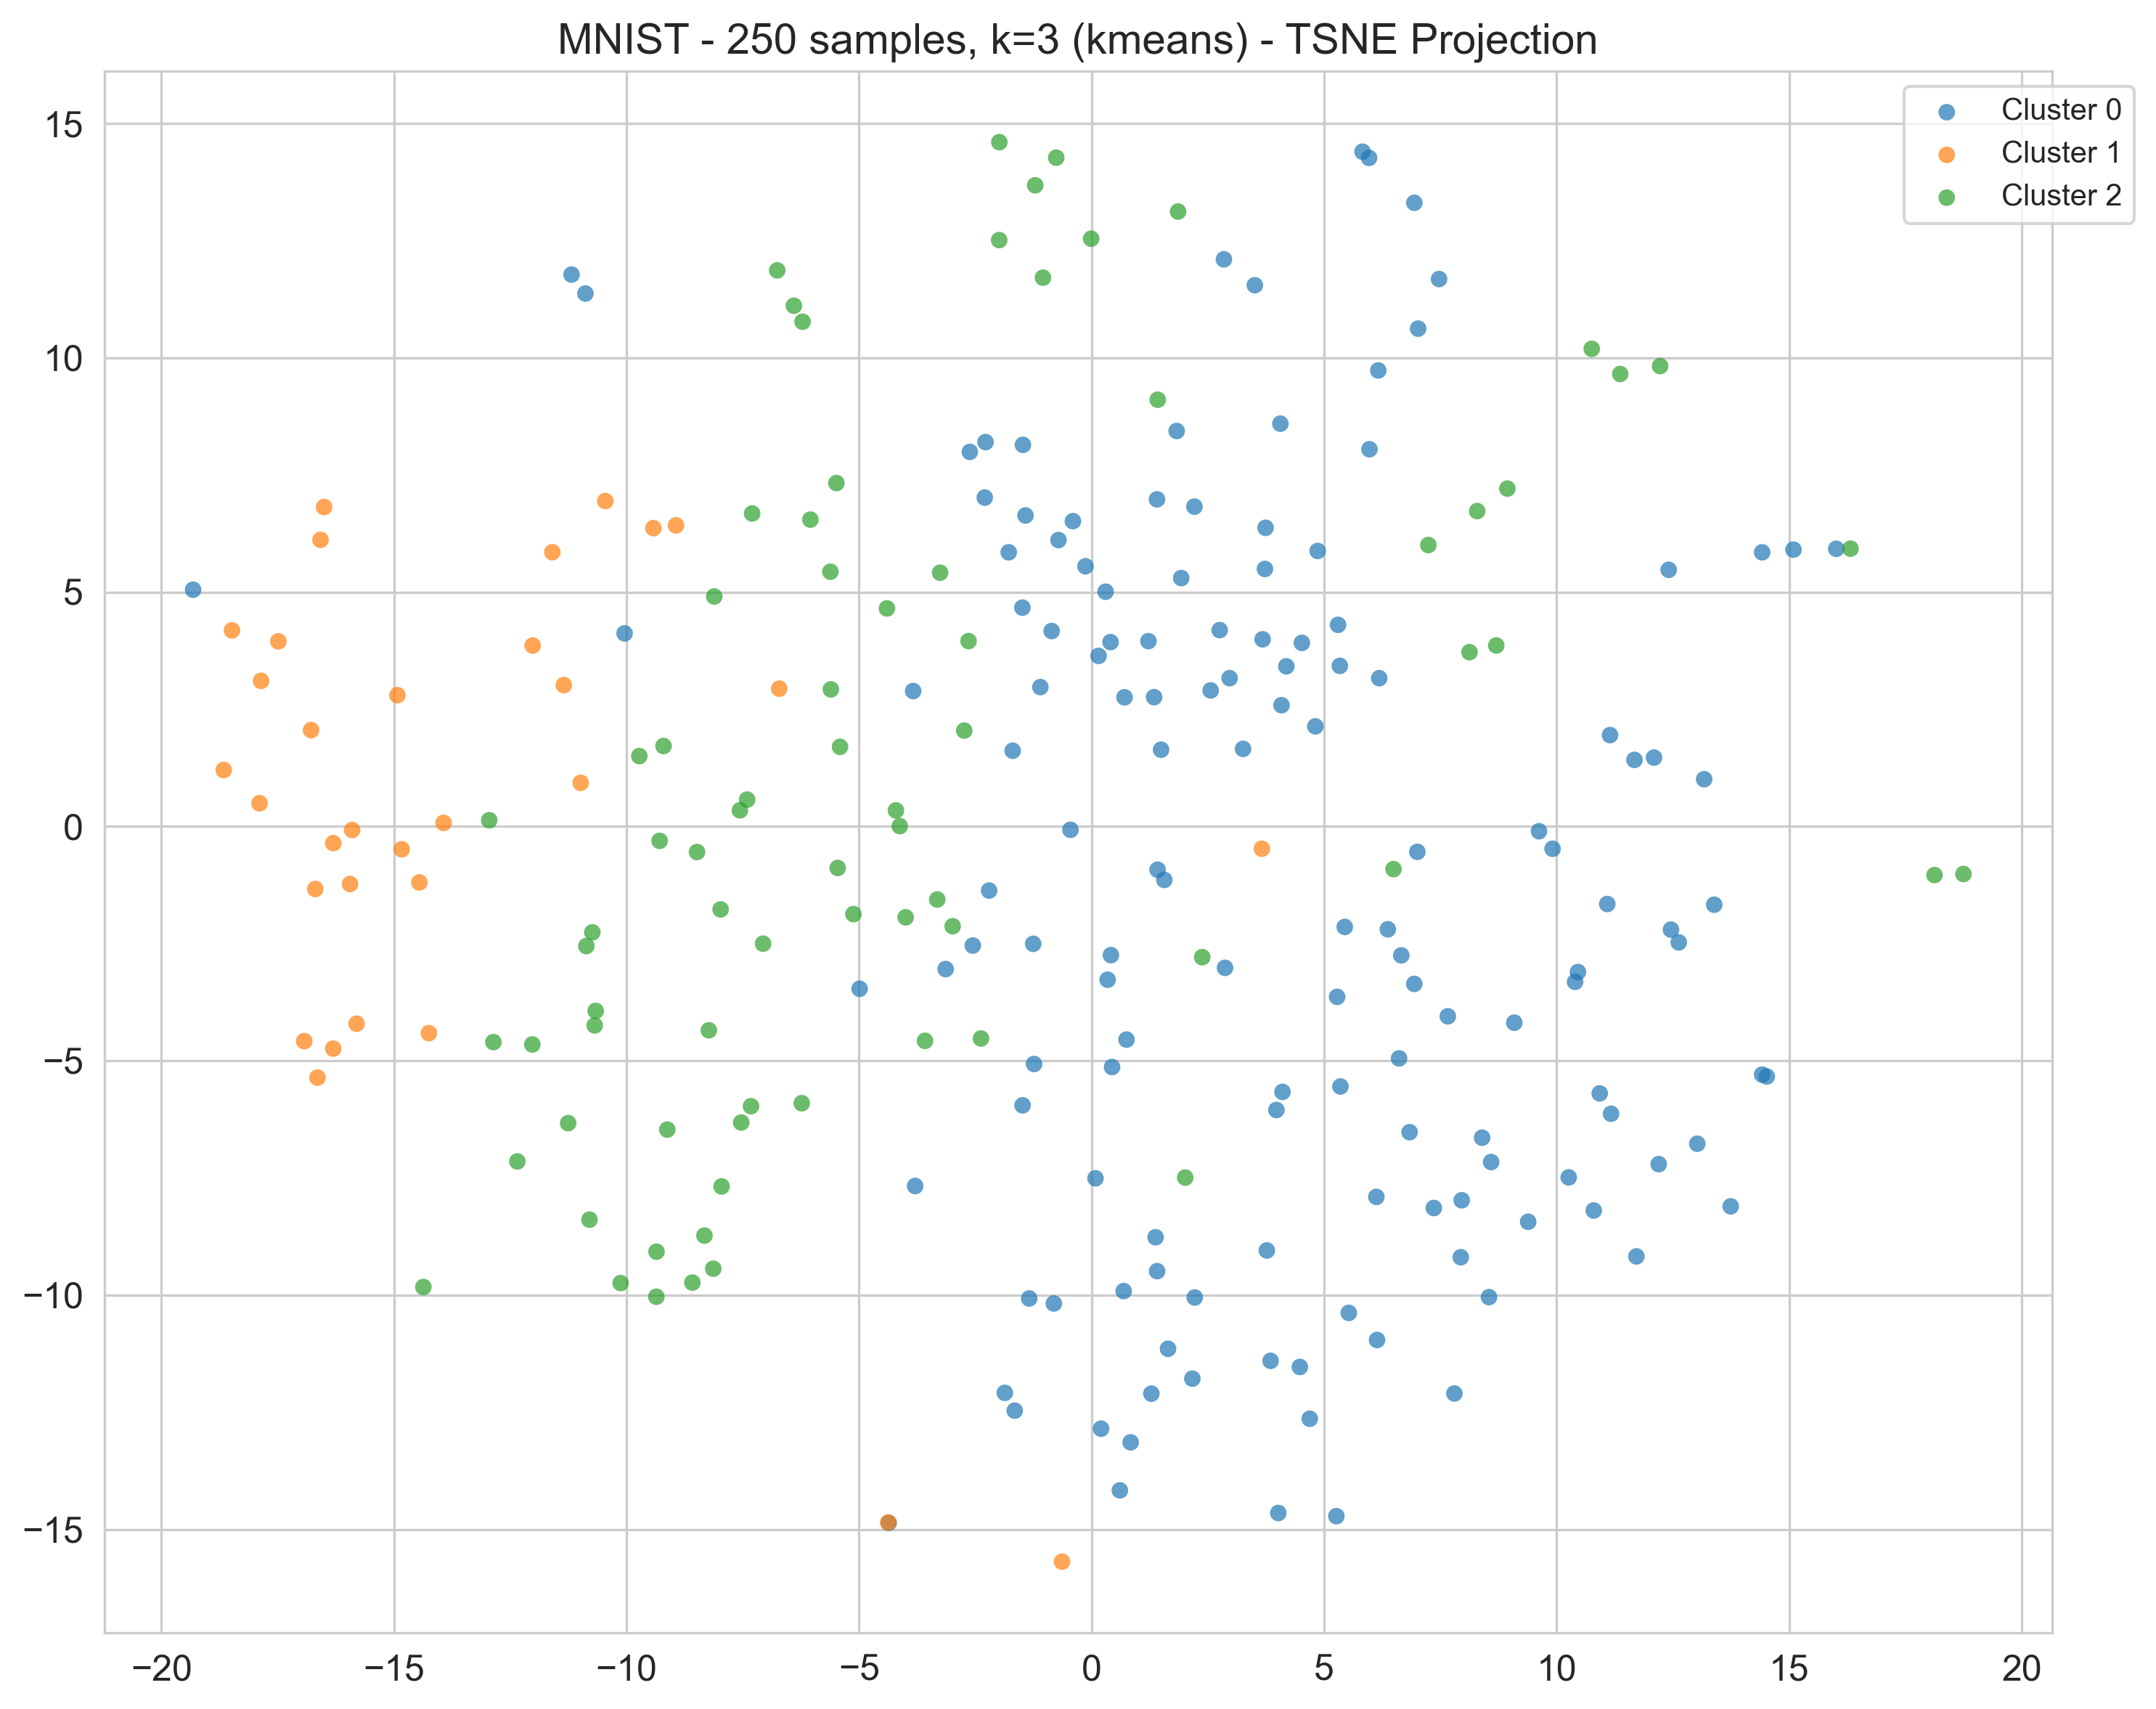 MNIST - 250 samples, k=3 (kmeans) - TSNE Projection
Cluster 0
Cluster 1
Cluster 2
15
10
5
0
−5
−10
−15
−20 −15 −10 −5 0 5 10 15 20